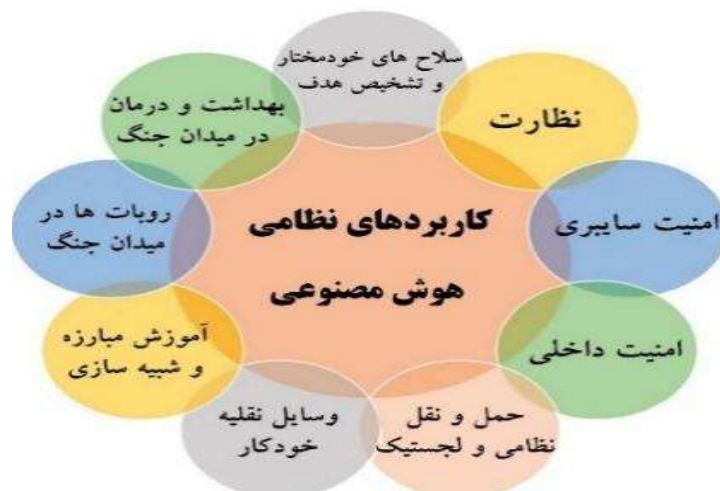 کاربردهای نظامی
هوش مصنوعی
سلاح های خودمختار
و تشخیص هدف
نظارت
امنیت سایبری
امنیت داخلی
حمل و نقل
نظامی و لجستیک
وسایل نقلیه
خودکار
آموزش مبارزه
و شبیه سازی
روبات ها در
میدان جنگ
بهداشت و درمان
در میدان جنگ